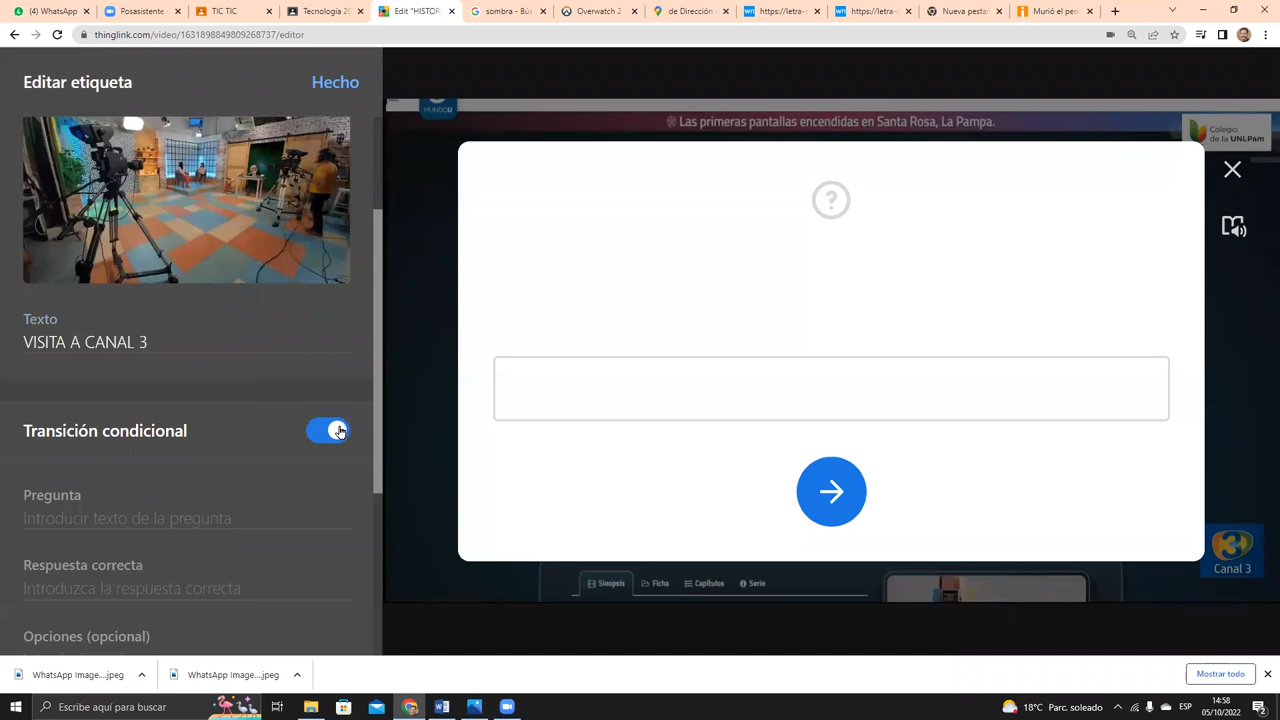 (4) WhatsApp
Posasistente
TIC TIC
Tecnología 20
Edit "HISTOR
sombra - Bús
Overwatch 2
de Dirección
https://letra-
https://letra-
Nueva pesta
Murió el per
thinglink.com/video/1631898849809268737/editor
Editar etiqueta
Hecho
MUNDOU
Las primeras pantallas encendidas en Santa Rosa, La Pampa.
Colegio
de la UNLPam
?
Texto
VISITA A CANAL 3
Transición condicional
Pregunta
Introducir texto de la pregunta
Respuesta correcta
Introduzca la respuesta correcta
Opciones (opcional)
3
Canal 3
Sinopsis
Ficha
Capítulos
Serie
WhatsApp Image....jpeg
WhatsApp Image....jpeg
Mostrar todo
Escribe aquí para buscar
18°C Parc. soleado
ESP
14:58
05/10/2022
2